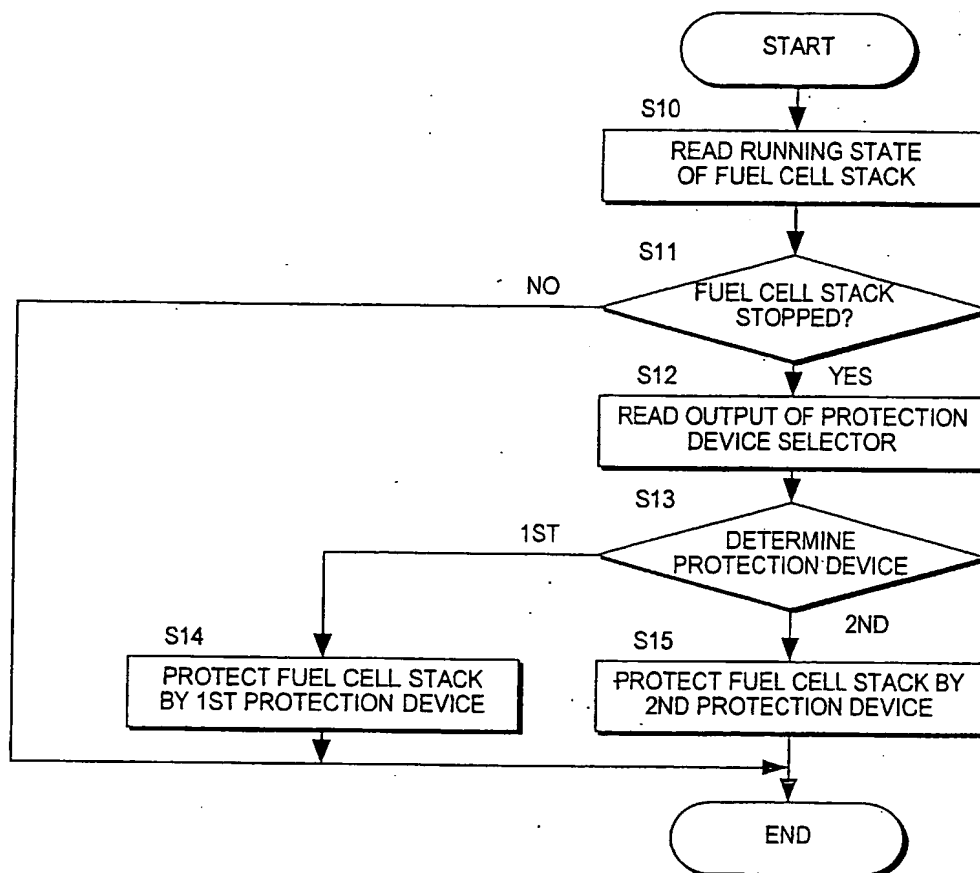 START
S10
READ RUNNING STATE
OF FUEL CELL STACK
S11
NO
FUEL CELL STACK
STOPPED?
S12
YES
READ OUTPUT OF PROTECTION
DEVICE SELECTOR
S13
1ST
DETERMINE
PROTECTION DEVICE
2ND
S14
S15
PROTECT FUEL CELL STACK
BY 1ST PROTECTION DEVICE
PROTECT FUEL CELL STACK BY
2ND PROTECTION DEVICE
END